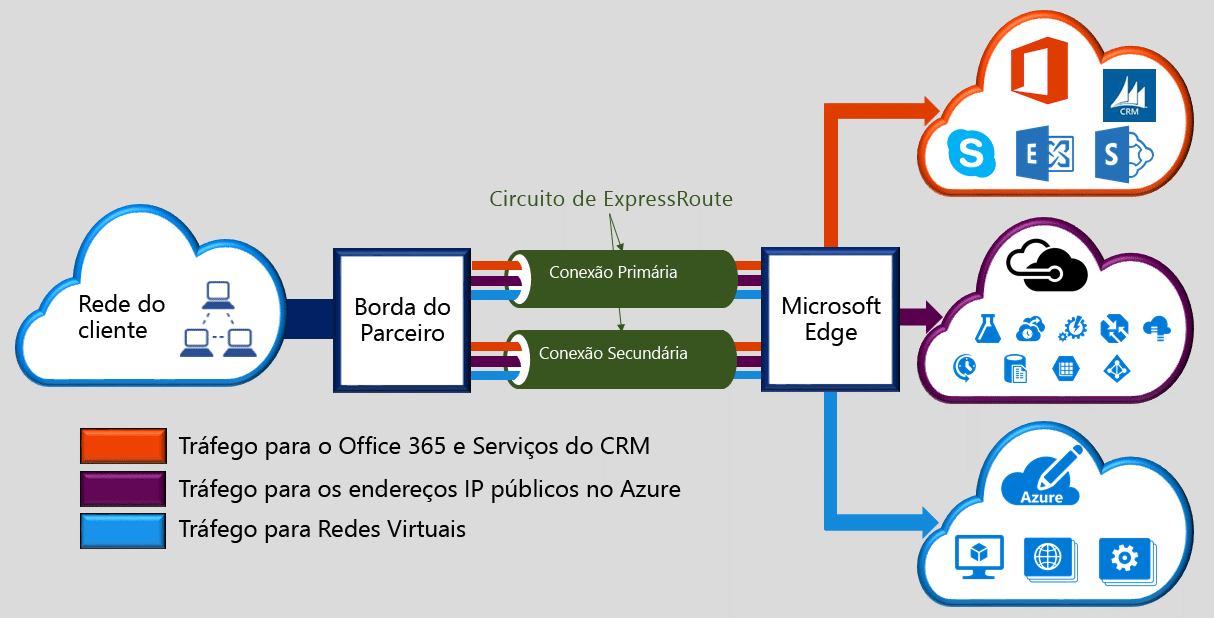 CRM
S
E
S
Circuito de ExpressRoute
Conexão Primária
Rede do
cliente
Borda do
Parceiro
Microsoft
Edge
Conexão Secundária
Tráfego para o Office 365 e Serviços do CRM
Tráfego para os endereços IP públicos no Azure
Tráfego para Redes Virtuais
Azure